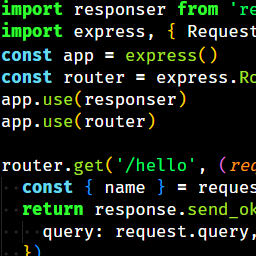 import responser from 're
import express, { Request
const app = express()
const router = express.Ro
app.use(responser)
app.use(router)
router.get('/hello', (req
const { name } = reques
return response.send_ok
query: request.query,
})